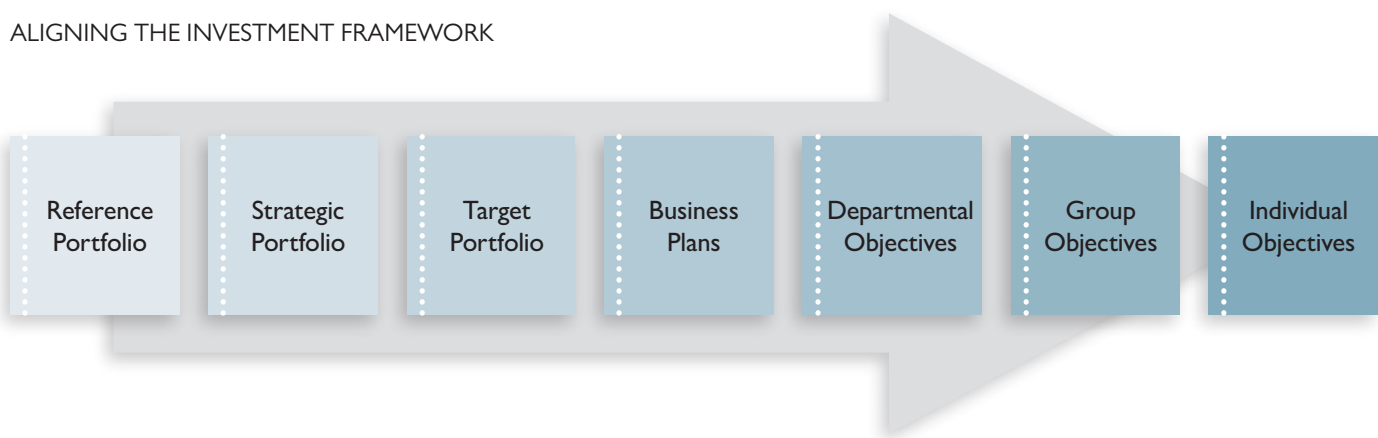 ALIGNING THE INVESTMENT FRAMEWORK
Reference
Portfolio
Strategic
Portfolio
Target
Portfolio
Business
Plans
Departmental
Objectives
Group
Objectives
Individual
Objectives